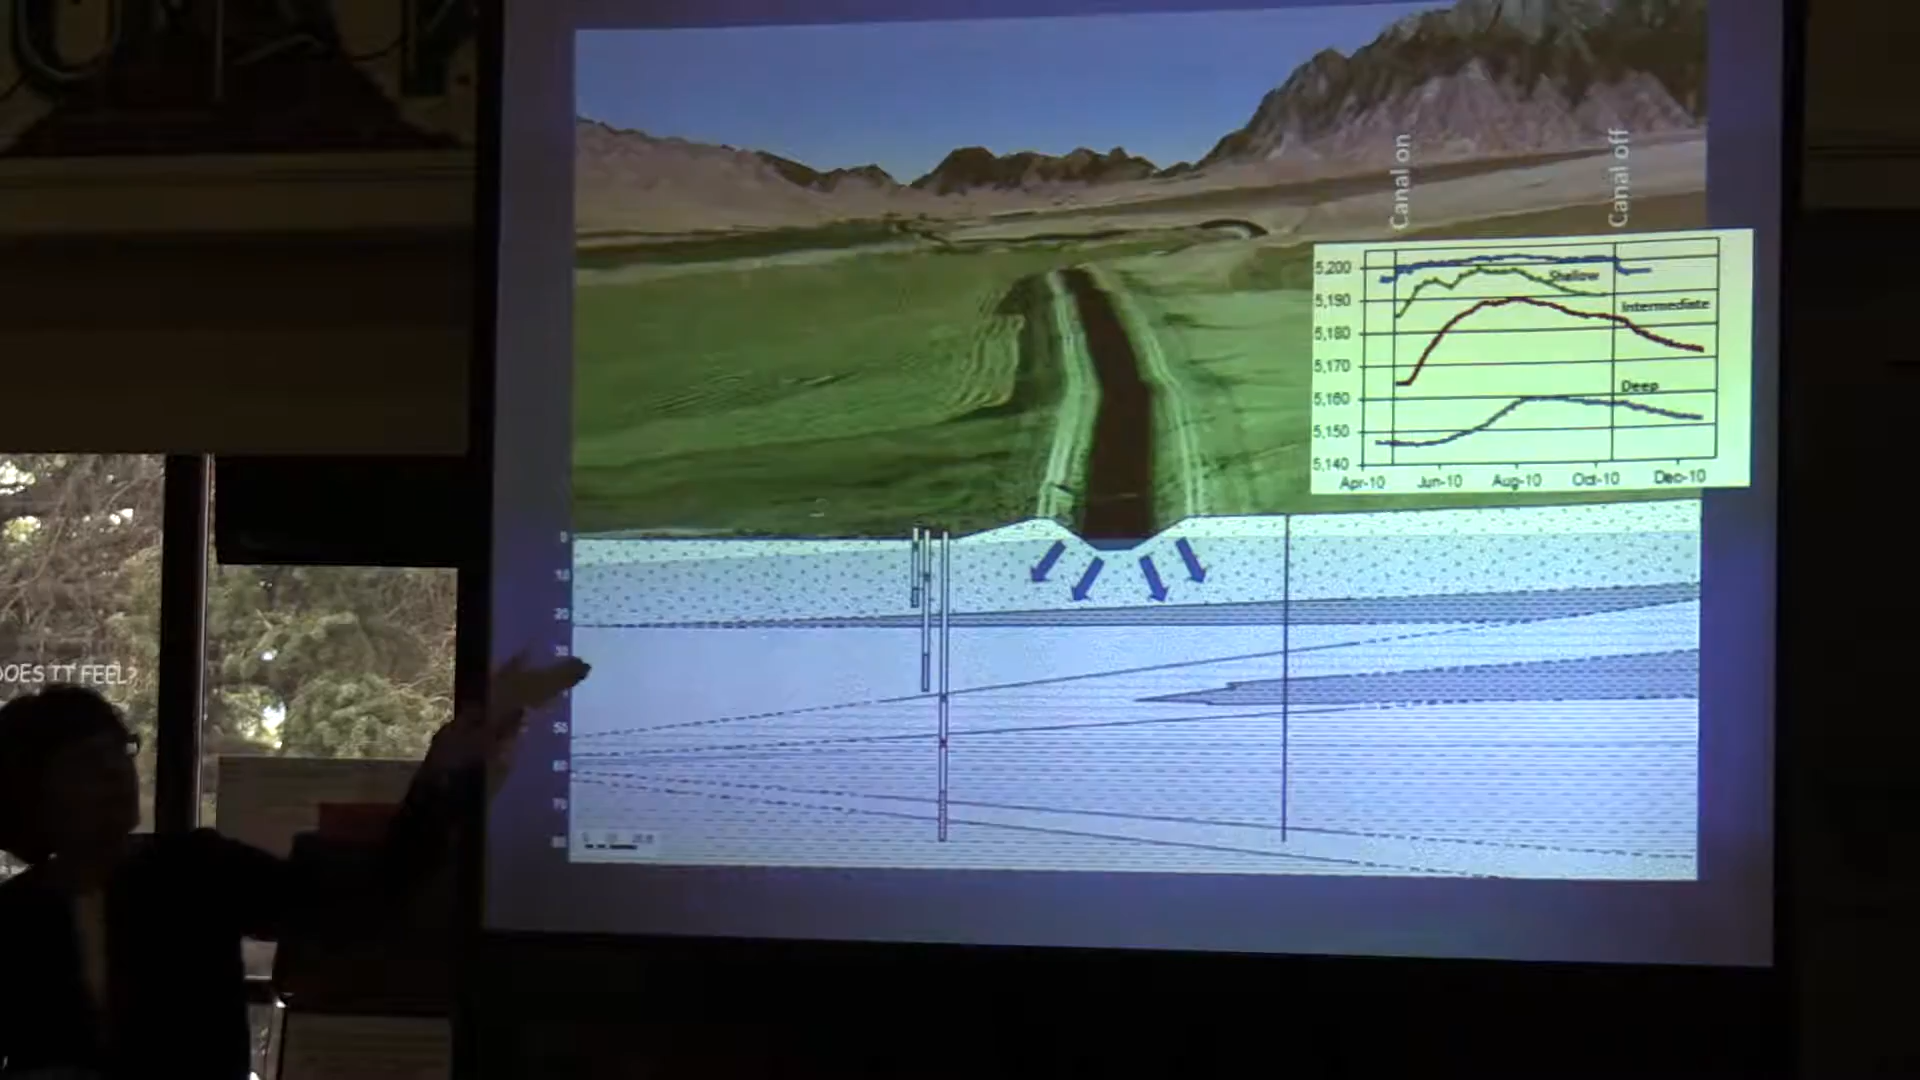 Canal on
Canal off
5,200
5,190
5,180
5,170
5,160
5,150
5,140
Shallow
Intermediate
Deep
Apr-10 Jun-10 Aug-10 Oct-10 Dec-10
0
10
20
30
50
60
70
OES IT FEEL?